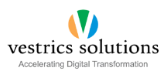 vestrics solutions
Accelerating Digital Transformation